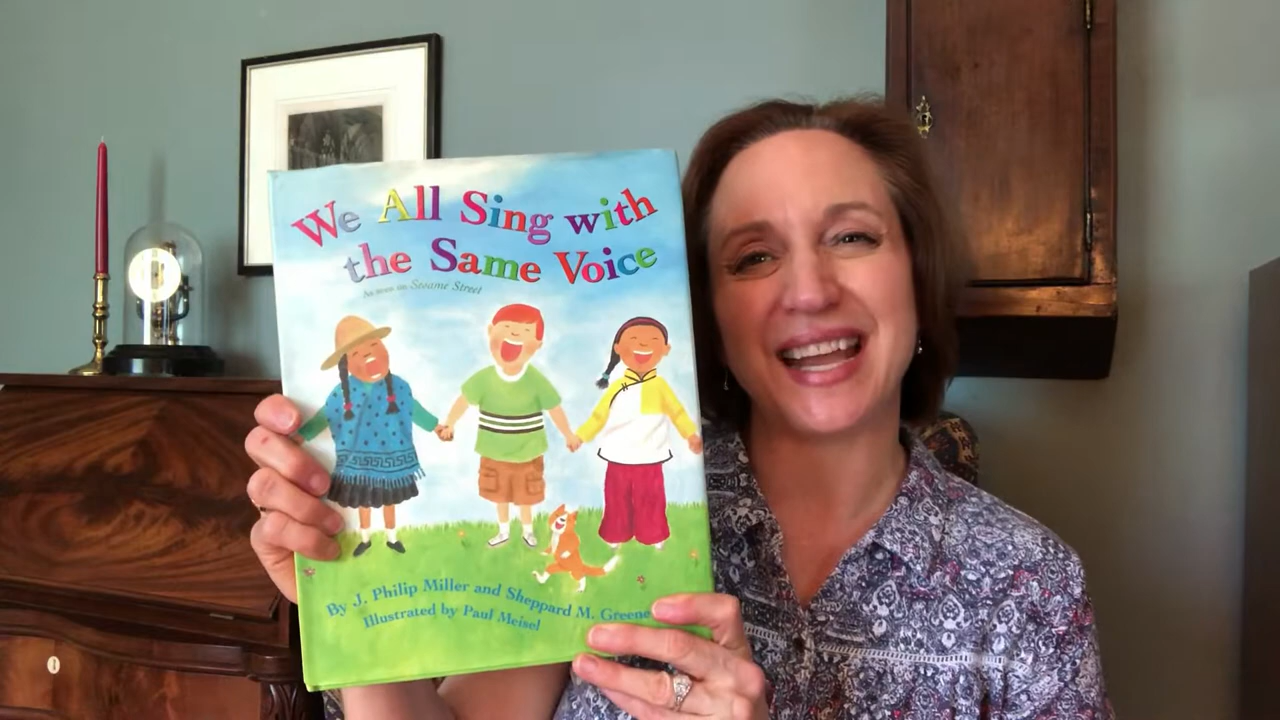 We All Sing with
the Same Voice
As seen on Sesame Street
By J. Philip Miller and Sheppard M. Greene
Illustrated by Paul Meisel